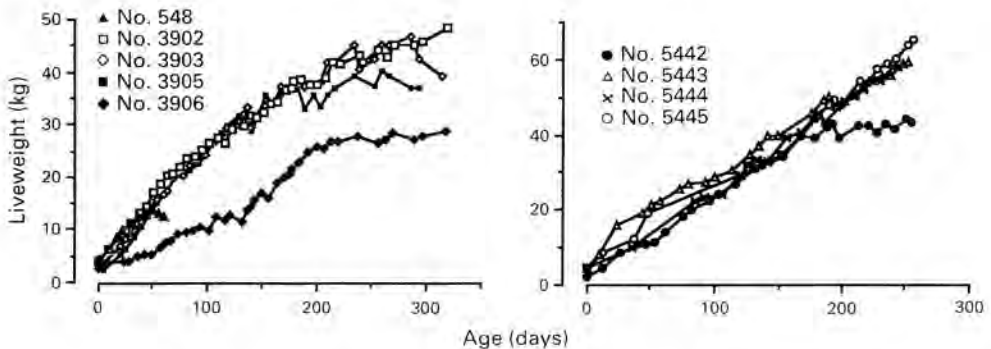 50
40
30
20
10
0
Liveweight (kg)
No. 548
No. 3902
No. 3903
No. 3905
No. 3906
0 100 200 300
60
40
20
0
No. 5442
No. 5443
No. 5444
No. 5445
0 100 200 300
Age (days)